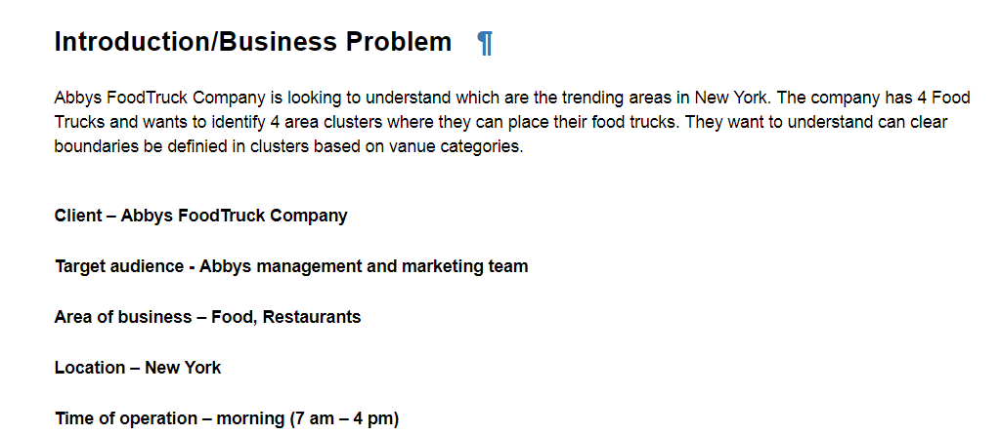 Introduction/Business Problem ¶
Abbys FoodTruck Company is looking to understand which are the trending areas in New York. The company has 4 Food
Trucks and wants to identify 4 area clusters where they can place their food trucks. They want to understand can clear
boundaries be definied in clusters based on vanue categories.
Client – Abbys FoodTruck Company
Target audience - Abbys management and marketing team
Area of business – Food, Restaurants
Location – New York
Time of operation – morning (7 am – 4 pm)